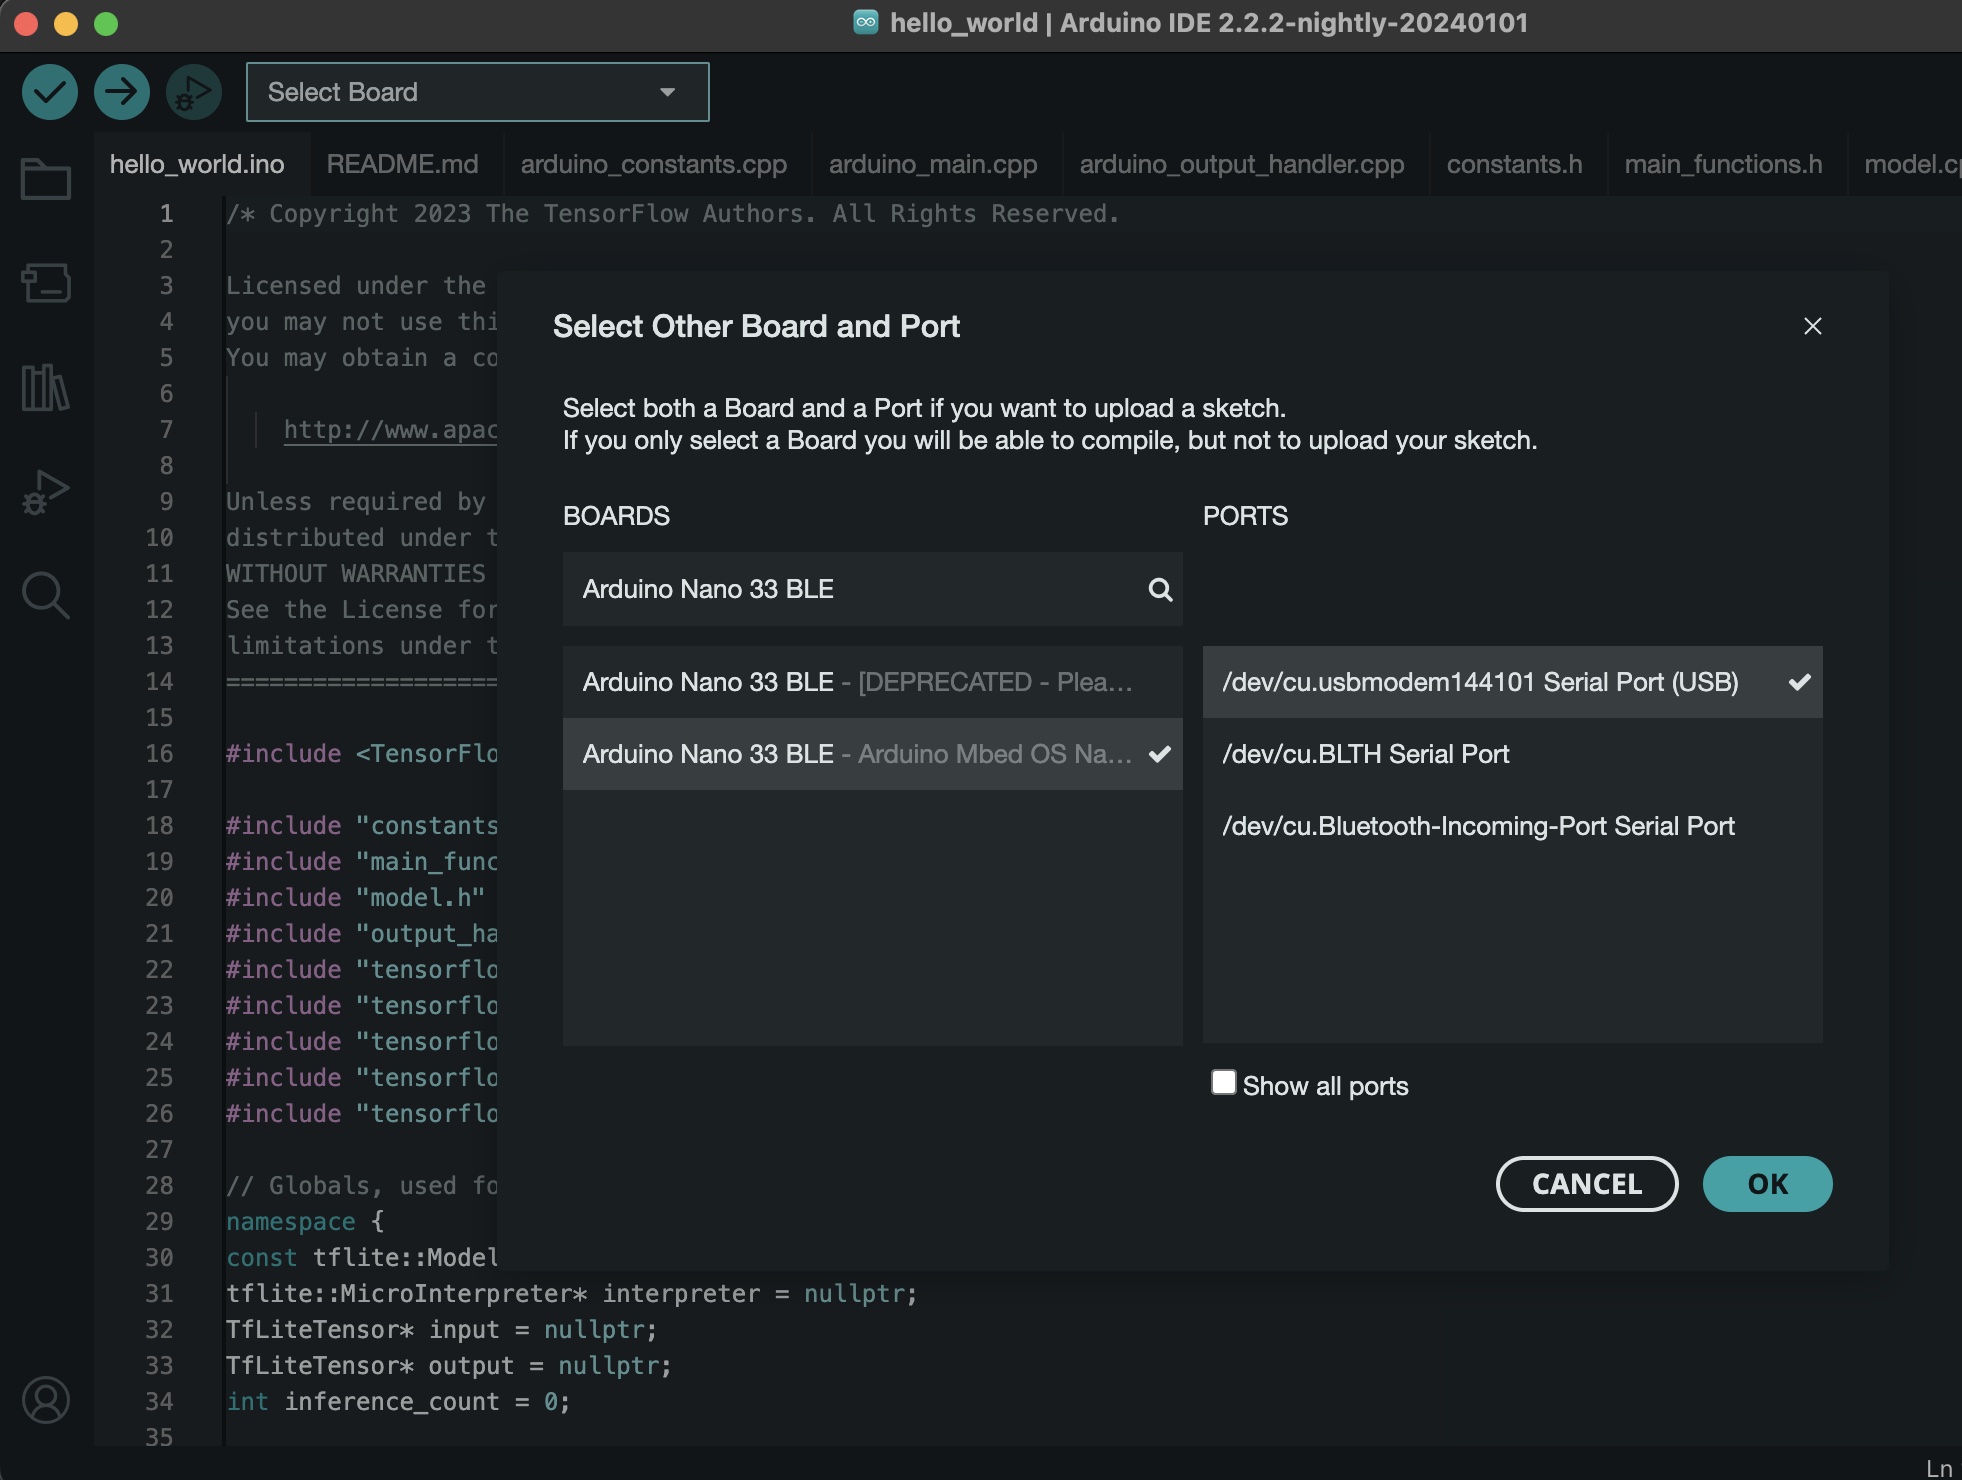 hello_world | Arduino IDE 2.2.2-nightly-20240101
Select Board
hello_world.ino README.md arduino_constants.cpp arduino_main.cpp arduino_output_handler.cpp constants.h main_functions.h model.cp
1 /* Copyright 2023 The TensorFlow Authors. All Rights Reserved.
2
3 Licensed under the
4 you may not use thi
5 You may obtain a co
6
7 http://www.apac
8
9 Unless required by
10 distributed under t
11 WITHOUT WARRANTIES
12 See the License for
13 limitations under t
14 ===================
15
16 #include <TensorFlo
17
18 #include "constants
19 #include "main_func
20 #include "model.h"
21 #include "output_ha
22 #include "tensorflo
23 #include "tensorflo
24 #include "tensorflo
25 #include "tensorflo
26 #include "tensorflo
27
28 // Globals, used fo
29 namespace {
30 const tflite::Model
31 tflite::MicroInterpreter* interpreter = nullptr;
32 TfLiteTensor* input = nullptr;
33 TfLiteTensor* output = nullptr;
34 int inference_count = 0;
35
Select Other Board and Port
Select both a Board and a Port if you want to upload a sketch.
If you only select a Board you will be able to compile, but not to upload your sketch.
BOARDS
Arduino Nano 33 BLE
Arduino Nano 33 BLE - [DEPRECATED - Plea...
Arduino Nano 33 BLE - Arduino Mbed OS Na...
PORTS
/dev/cu.usbmodem144101 Serial Port (USB)
/dev/cu.BLTH Serial Port
/dev/cu.Bluetooth-Incoming-Port Serial Port
Show all ports
CANCEL OK
Ln